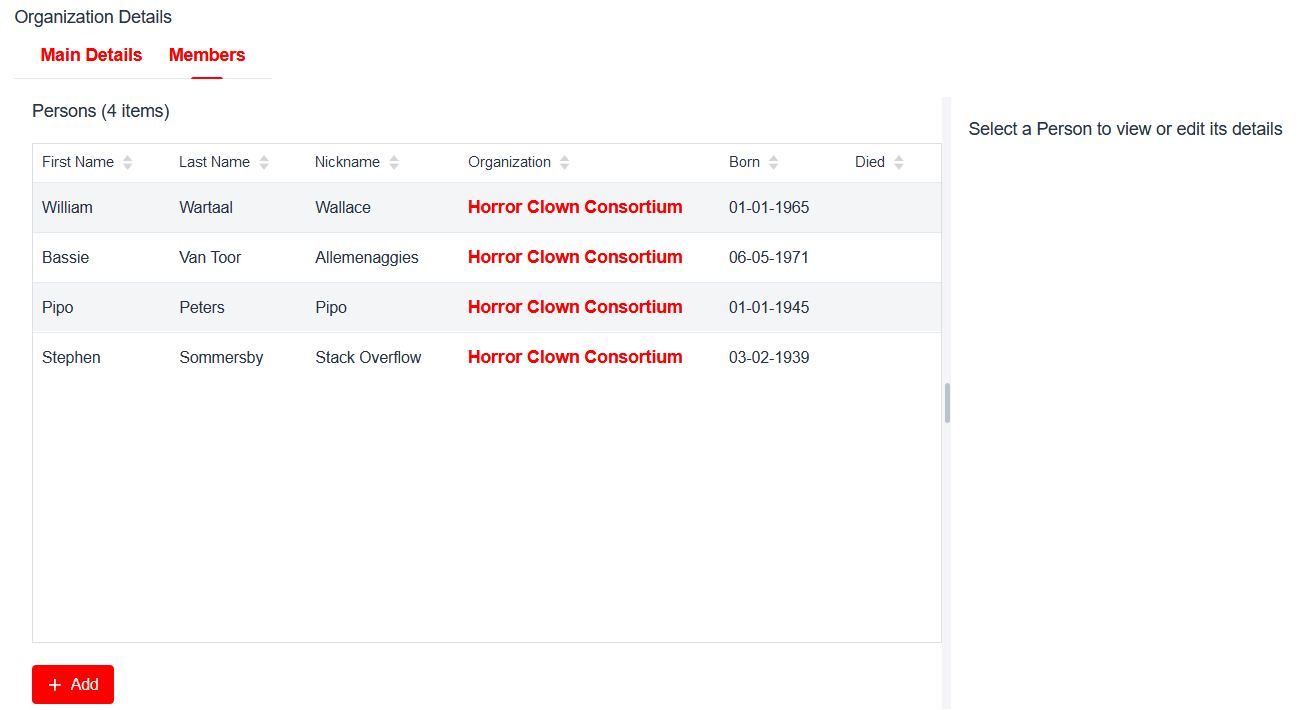 Organization Details
Main Details Members
Persons (4 items)
Select a Person to view or edit its details
First Name Last Name Nickname Organization Born Died
William Wartaal Wallace Horror Clown Consortium 01-01-1965
Bassie Van Toor Allemenaggies Horror Clown Consortium 06-05-1971
Pipo Peters Pipo Horror Clown Consortium 01-01-1945
Stephen Sommersby Stack Overflow Horror Clown Consortium 03-02-1939
+ Add